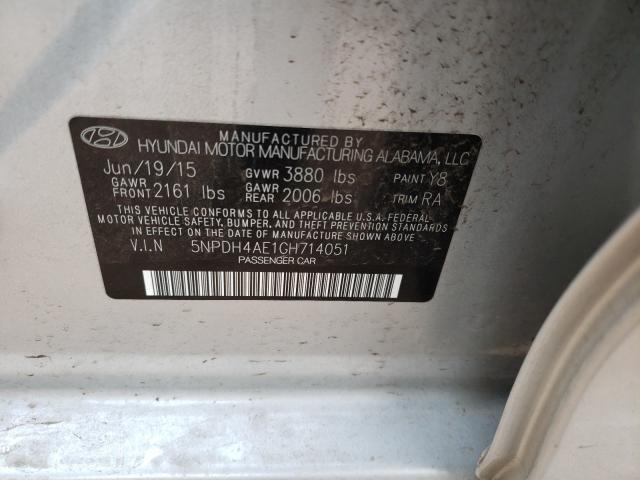 MANUFACTURED BY
HYUNDAI MOTOR MANUFACTURING ALABAMA, LLC
Jun/19/15 GVWR 3880 lbs PAINT Y8
GAWR FRONT 2161 lbs GAWR REAR 2006 lbs TRIM RA
THIS VEHICLE CONFORMS TO ALL APPLICABLE U.S.A. FEDERAL
MOTOR VEHICLE SAFETY, BUMPER, AND THEFT PREVENTION STANDARDS
IN EFFECT ON THE DATE OF MANUFACTURE SHOWN ABOVE.
V.I.N 5NPDH4AE1GH714051
PASSENGER CAR